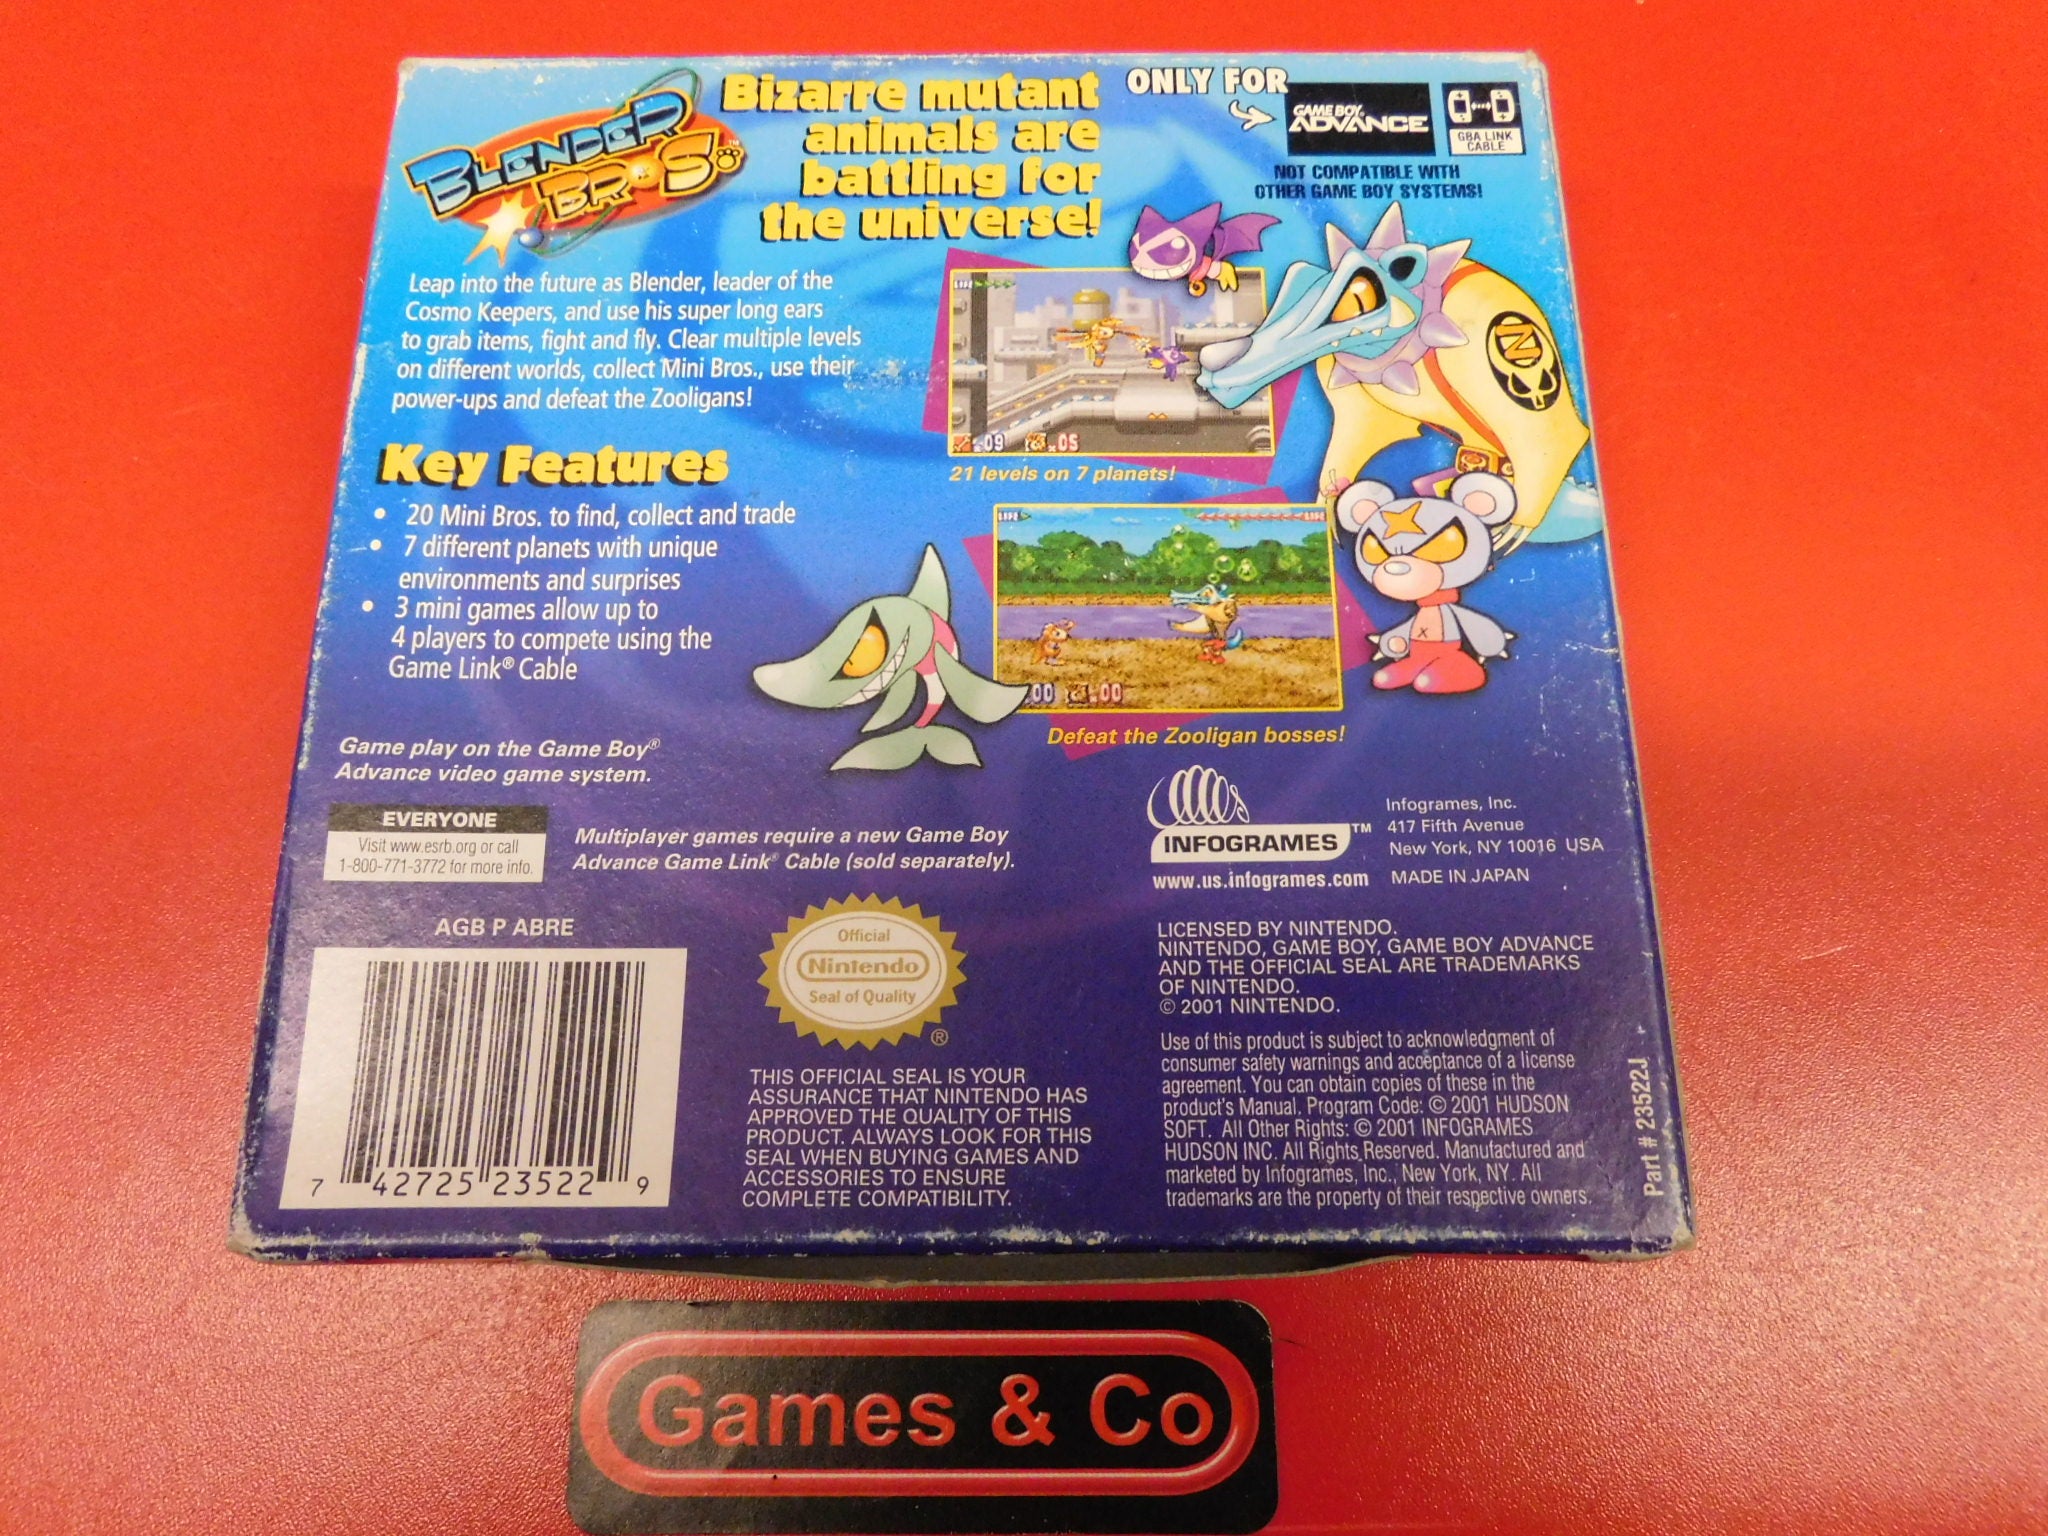 BLENDER
BROS.™
Bizarre mutant
animals are
battling for
the universe!
ONLY FOR
GAME BOY
ADVANCE
GBA LINK
CABLE
NOT COMPATIBLE WITH
OTHER GAME BOY SYSTEMS!
Leap into the future as Blender, leader of the
Cosmo Keepers, and use his super long ears
to grab items, fight and fly. Clear multiple levels
on different worlds, collect Mini Bros., use their
power-ups and defeat the Zooligans!
LIFE
x09 x05
21 levels on 7 planets!
N
Key Features
• 20 Mini Bros. to find, collect and trade
• 7 different planets with unique
environments and surprises
• 3 mini games allow up to
4 players to compete using the
Game Link® Cable
LIFE LIFE
00 x00
Defeat the Zooligan bosses!
Game play on the Game Boy®
Advance video game system.
EVERYONE
Visit www.esrb.org or call
1-800-771-3772 for more info.
Multiplayer games require a new Game Boy
Advance Game Link® Cable (sold separately).
INFOGRAMES™
www.us.infogrames.com
Infogrames, Inc.
417 Fifth Avenue
New York, NY 10016 USA
MADE IN JAPAN
AGB P ABRE
7 42725 23522 9
Official
Nintendo
Seal of Quality
®
THIS OFFICIAL SEAL IS YOUR
ASSURANCE THAT NINTENDO HAS
APPROVED THE QUALITY OF THIS
PRODUCT. ALWAYS LOOK FOR THIS
SEAL WHEN BUYING GAMES AND
ACCESSORIES TO ENSURE
COMPLETE COMPATIBILITY.
LICENSED BY NINTENDO.
NINTENDO, GAME BOY, GAME BOY ADVANCE
AND THE OFFICIAL SEAL ARE TRADEMARKS
OF NINTENDO.
© 2001 NINTENDO.
Use of this product is subject to acknowledgment of
consumer safety warnings and acceptance of a license
agreement. You can obtain copies of these in the
product's Manual. Program Code: © 2001 HUDSON
SOFT. All Other Rights: © 2001 INFOGRAMES
HUDSON INC. All Rights Reserved. Manufactured and
marketed by Infogrames, Inc., New York, NY. All
trademarks are the property of their respective owners.
Part # 23522J
Games & Co